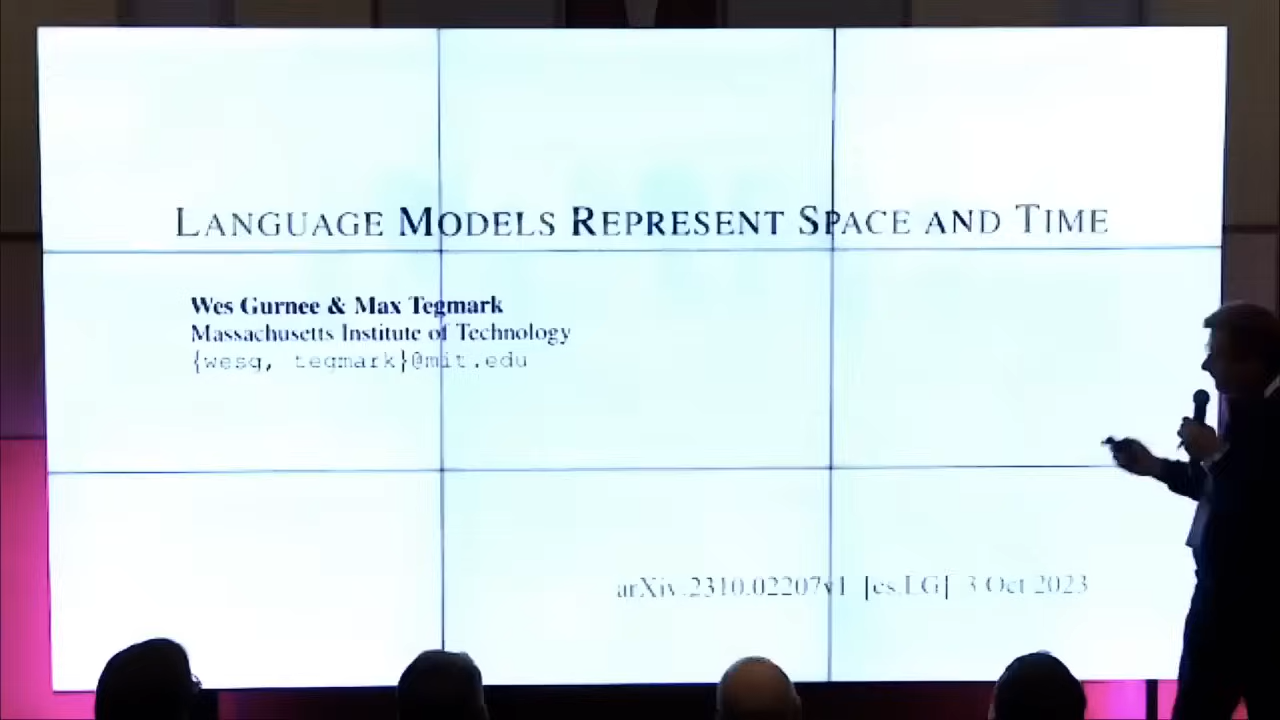 LANGUAGE MODELS REPRESENT SPACE AND TIME
Wes Gurnee & Max Tegmark
Massachusetts Institute of Technology
{wesg, tegmark}@mit.edu
arXiv:2310.02207v1 [cs.LG] 3 Oct 2023